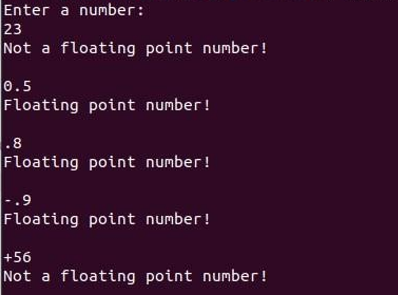 Enter a number:
23
Not a floating point number!
0.5
Floating point number!
.8
Floating point number!
-.9
Floating point number!
+56
Not a floating point number!